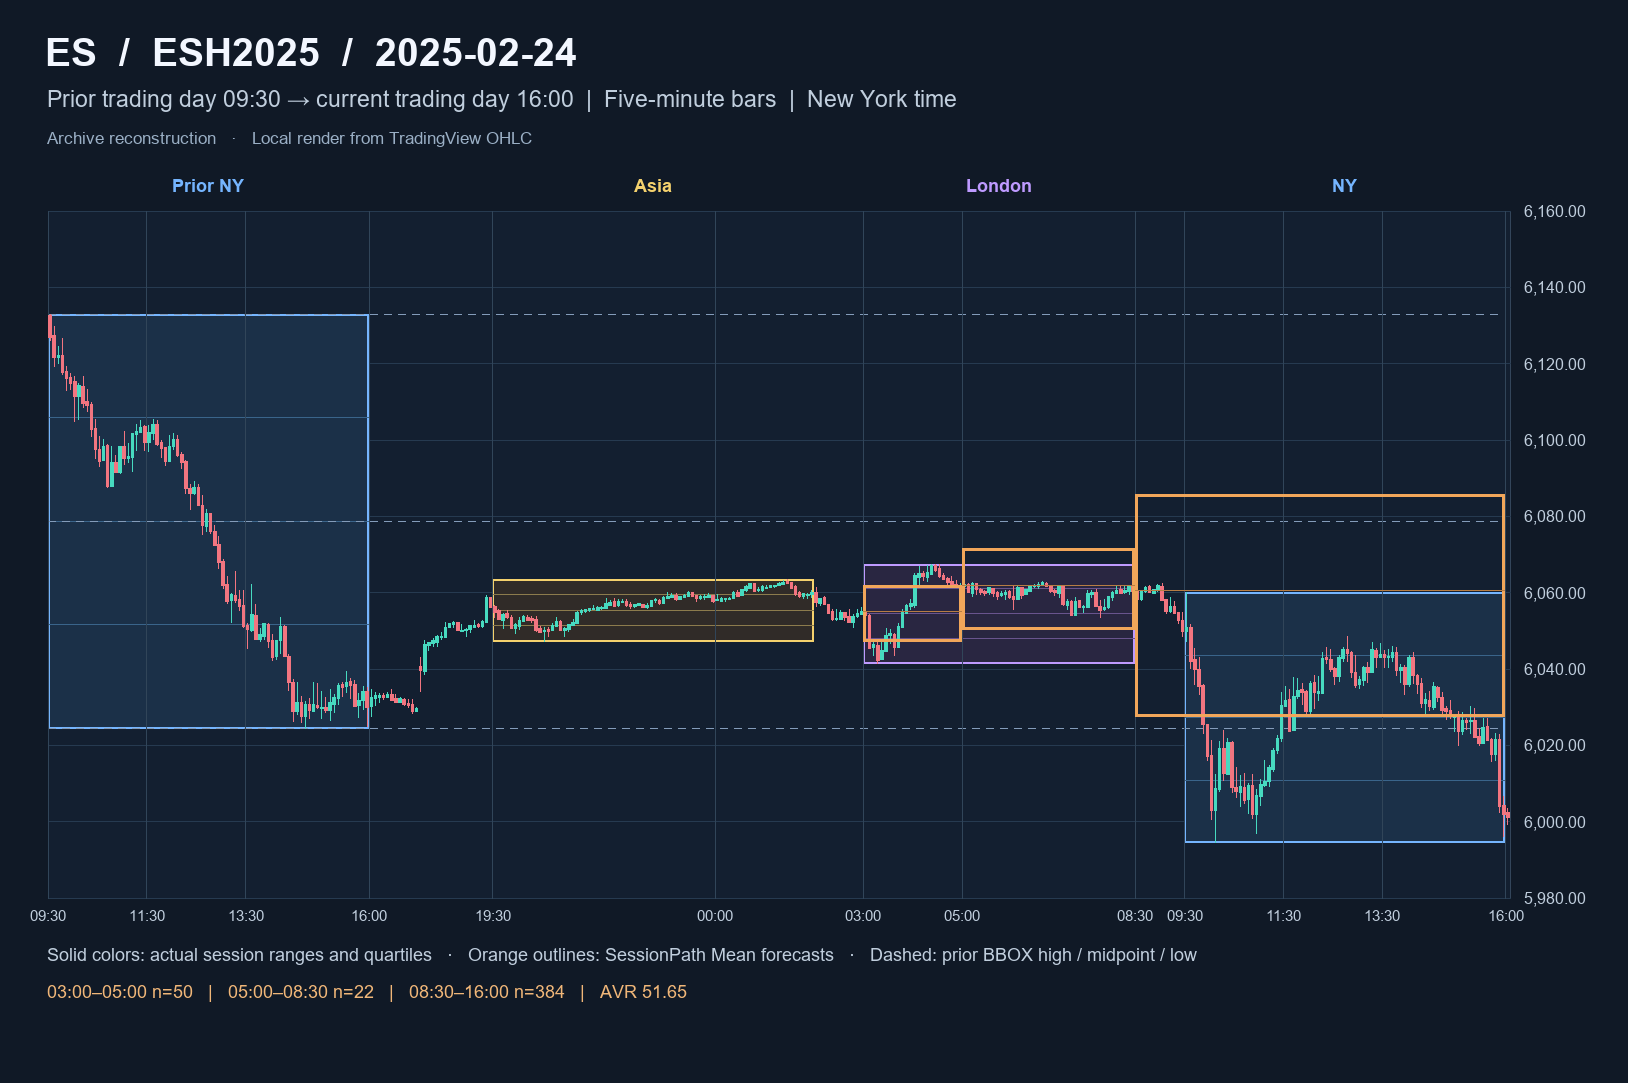 ES / ESH2025 / 2025-02-24
Prior trading day 09:30 → current trading day 16:00 | Five-minute bars | New York time
Archive reconstruction · Local render from TradingView OHLC
Prior NY Asia London NY
6,160.00
6,140.00
6,120.00
6,100.00
6,080.00
6,060.00
6,040.00
6,020.00
6,000.00
5,980.00
09:30 11:30 13:30 16:00 19:30 00:00 03:00 05:00 08:30 09:30 11:30 13:30 16:00
Solid colors: actual session ranges and quartiles · Orange outlines: SessionPath Mean forecasts · Dashed: prior BBOX high / midpoint / low
03:00–05:00 n=50 | 05:00–08:30 n=22 | 08:30–16:00 n=384 | AVR 51.65